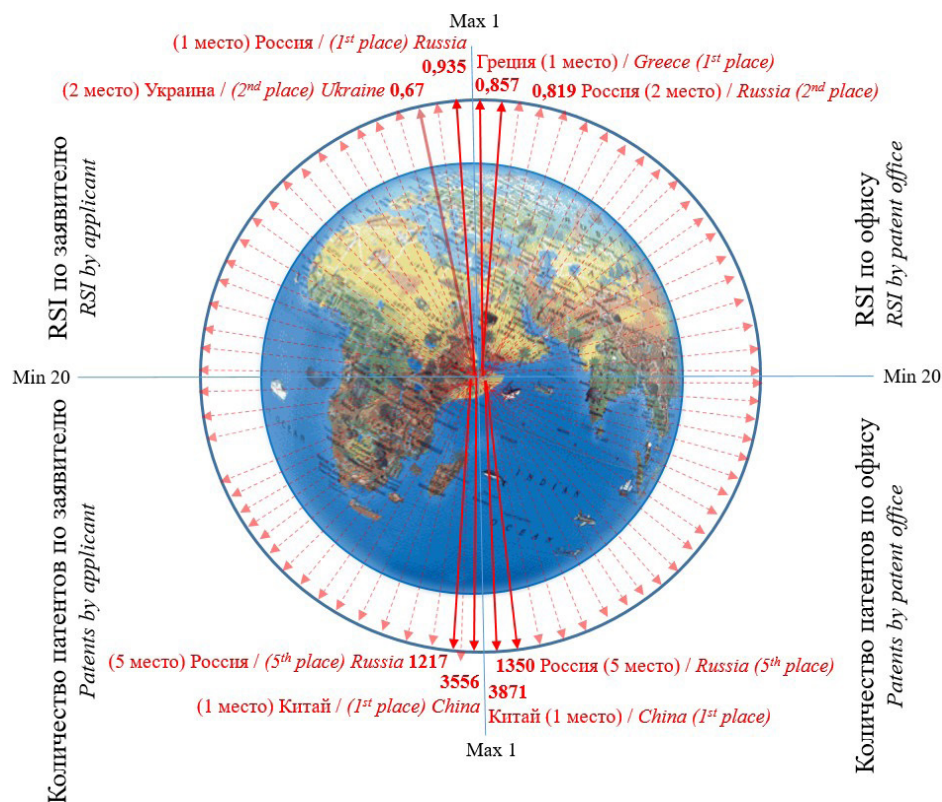 Max 1
(1 место) Россия / (1st place) Russia
0,935
Греция (1 место) / Greece (1st place)
0,857
(2 место) Украина / (2nd place) Ukraine 0,67
0,819 Россия (2 место) / Russia (2nd place)
RSI по заявителю
RSI by applicant
RSI по офису
RSI by patent office
Min 20
Min 20
Количество патентов по заявителю
Patents by applicant
Количество патентов по офису
Patents by patent office
INDIAN
OCEAN
OCEAN
(5 место) Россия / (5th place) Russia 1217
3556
(1 место) Китай / (1st place) China
1350 Россия (5 место) / Russia (5th place)
3871
Китай (1 место) / China (1st place)
Max 1